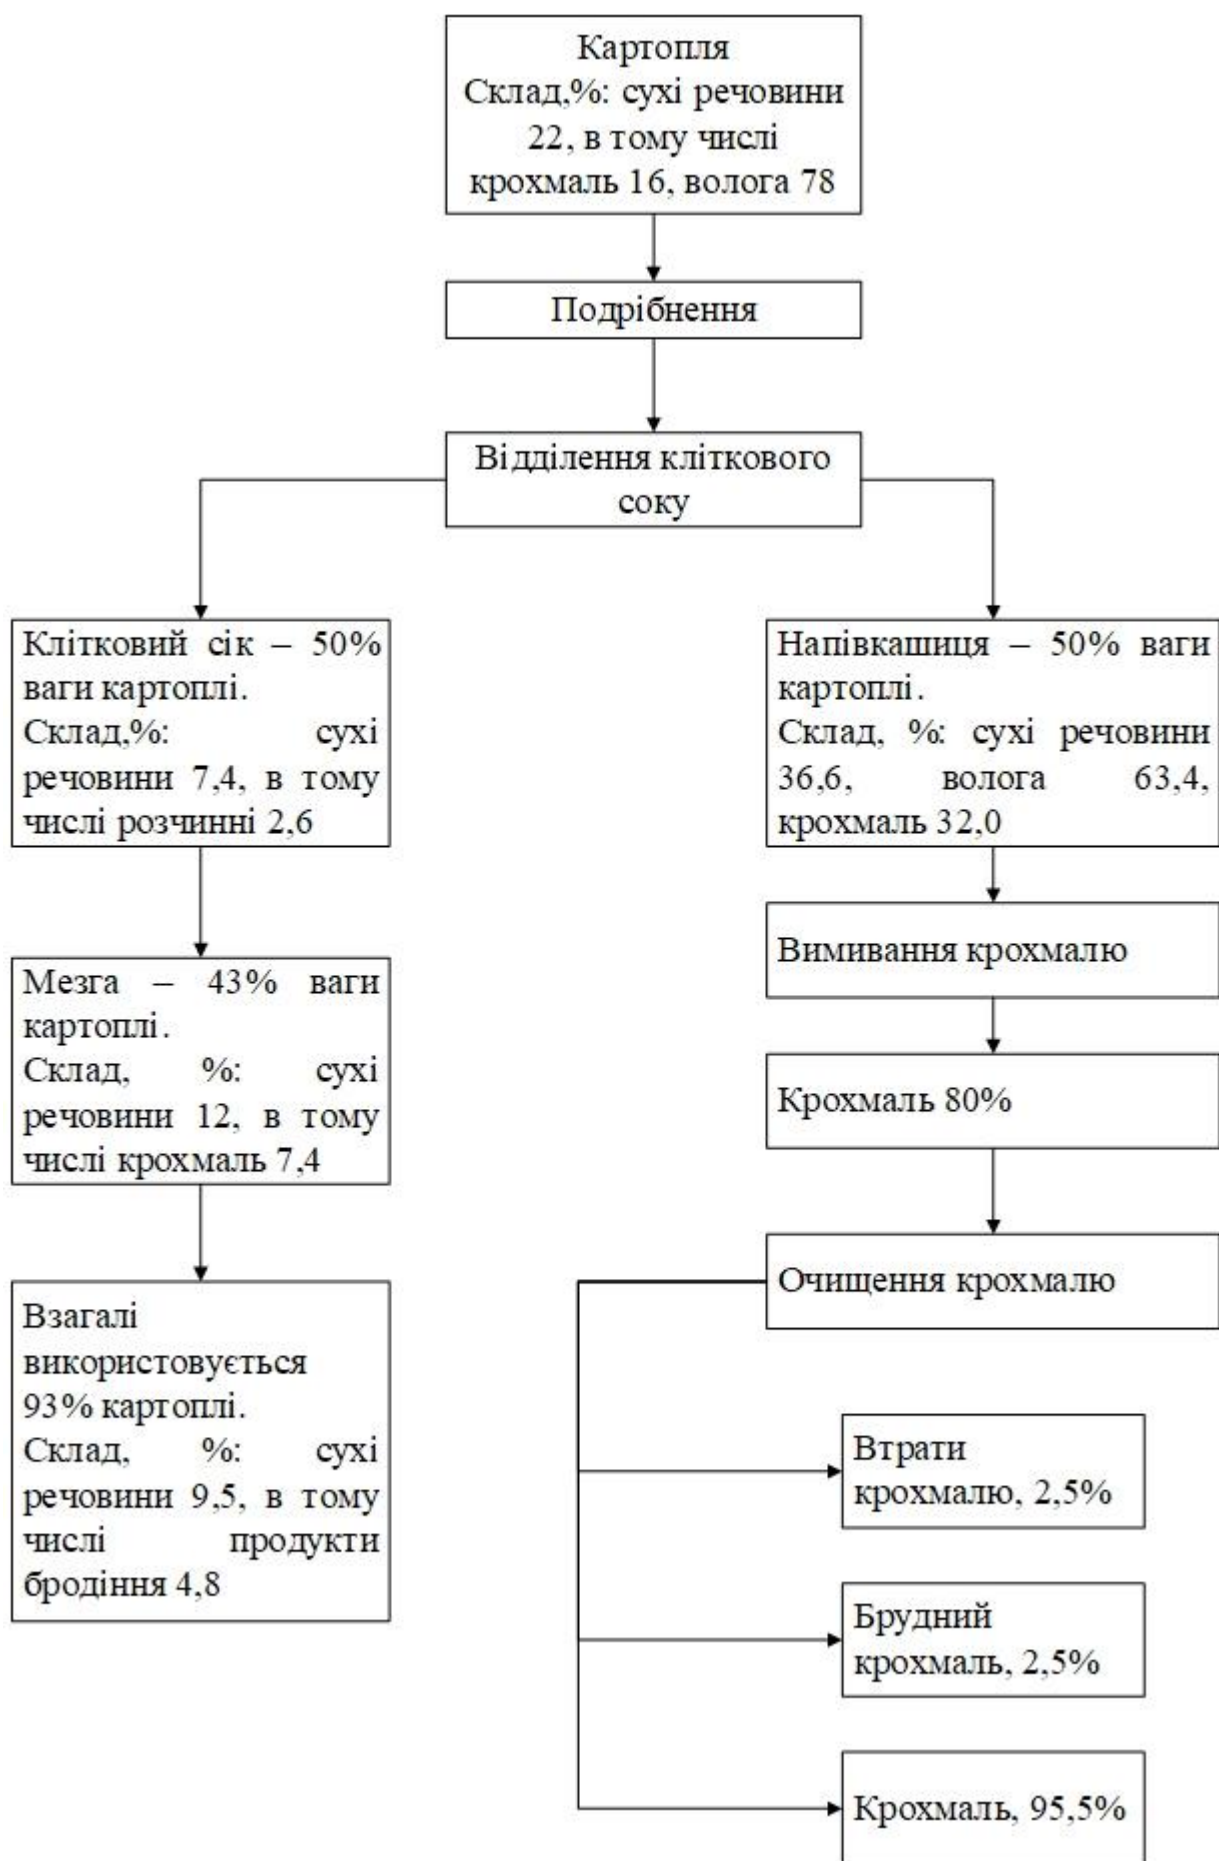 Картопля
Склад,%: сухі речовини
22, в тому числі
крохмаль 16, волога 78
Подрібнення
Відділення кліткового
соку
Клітковий сік – 50%
ваги картоплі.
Склад,%: сухі
речовини 7,4, в тому
числі розчинні 2,6
Мезга – 43% ваги
картоплі.
Склад, %: сухі
речовини 12, в тому
числі крохмаль 7,4
Взагалі
використовується
93% картоплі.
Склад, %: сухі
речовини 9,5, в тому
числі продукти
бродіння 4,8
Напівкашиця – 50% ваги
картоплі.
Склад, %: сухі речовини
36,6, волога 63,4,
крохмаль 32,0
Вимивання крохмалю
Крохмаль 80%
Очищення крохмалю
Втрати
крохмалю, 2,5%
Брудний
крохмаль, 2,5%
Крохмаль, 95,5%